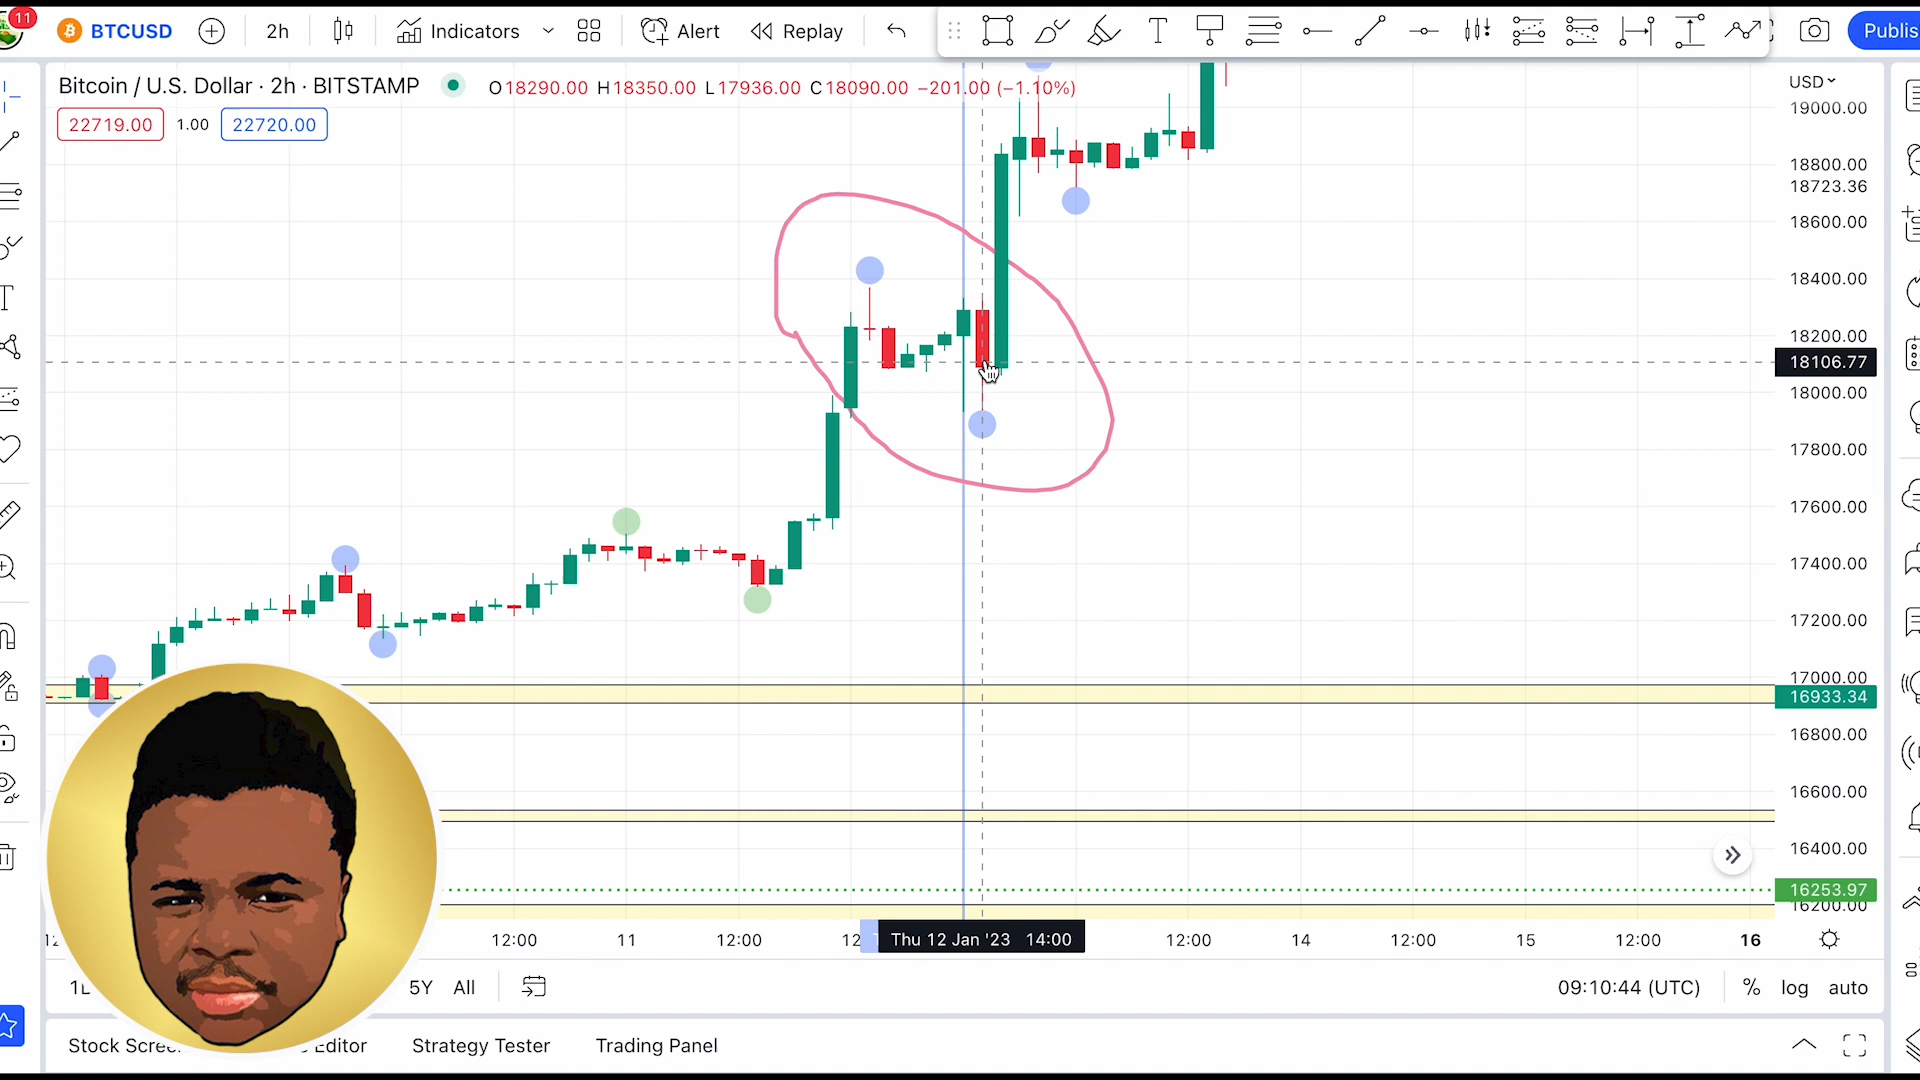 11
BTCUSD 2h Indicators Alert Replay Publis
Bitcoin / U.S. Dollar · 2h · BITSTAMP O18290.00 H18350.00 L17936.00 C18090.00 −201.00 (−1.10%)
22719.00 1.00 22720.00
USD
19000.00
18800.00
18723.36
18600.00
18400.00
18200.00
18106.77
18000.00
17800.00
17600.00
17400.00
17200.00
17000.00
16933.34
16800.00
16600.00
16400.00
16253.97
16200.00
12:00 11 12:00 12 Thu 12 Jan '23 14:00 12:00 14 12:00 15 12:00 16
5Y All 09:10:44 (UTC) % log auto
Stock Scree Editor Strategy Tester Trading Panel